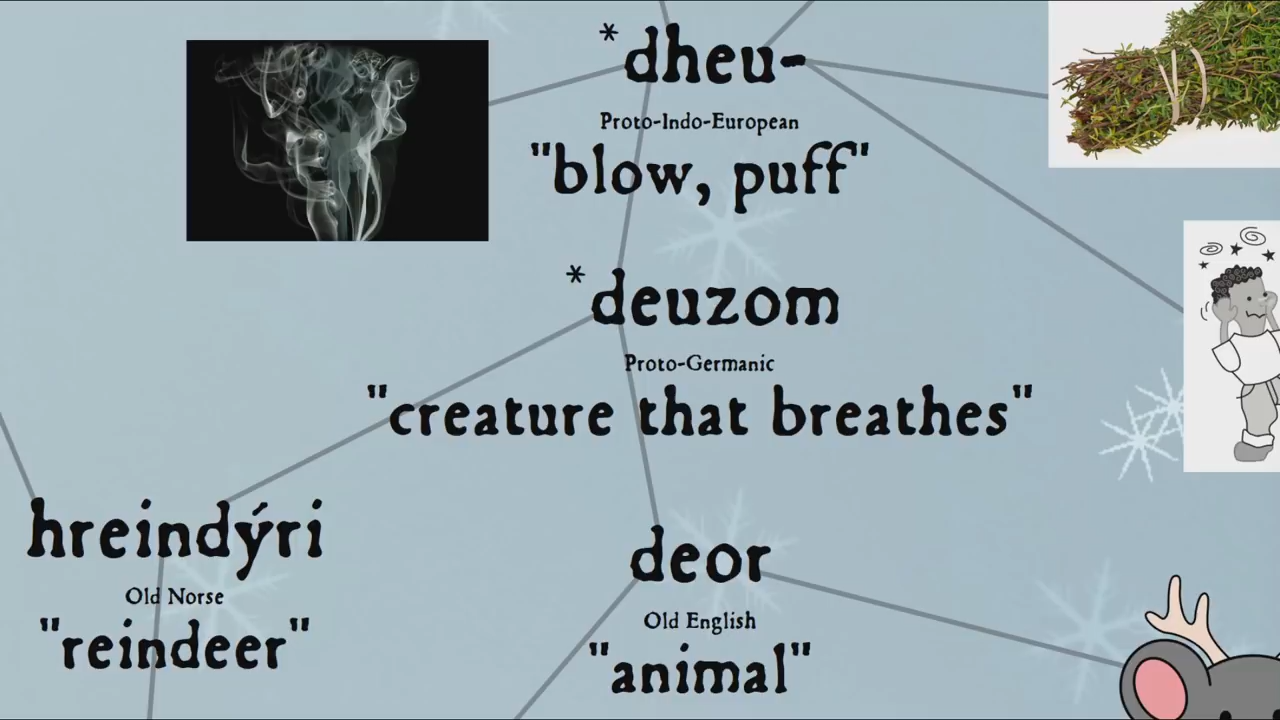 *dheu-
Proto-Indo-European
"blow, puff"
*deuzom
Proto-Germanic
"creature that breathes"
hreindýri
Old Norse
"reindeer"
deor
Old English
"animal"